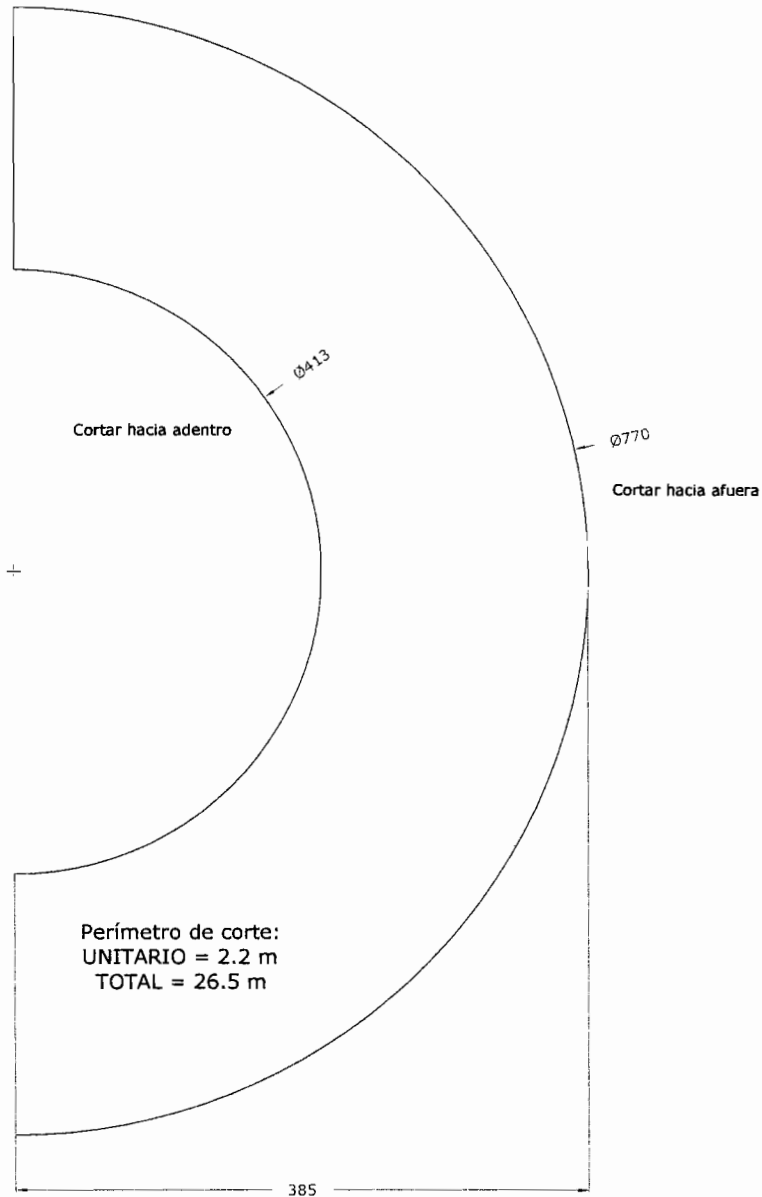 Ø413
Cortar hacia adentro
Ø770
Cortar hacia afuera
Perímetro de corte:
UNITARIO = 2.2 m
TOTAL = 26.5 m
385